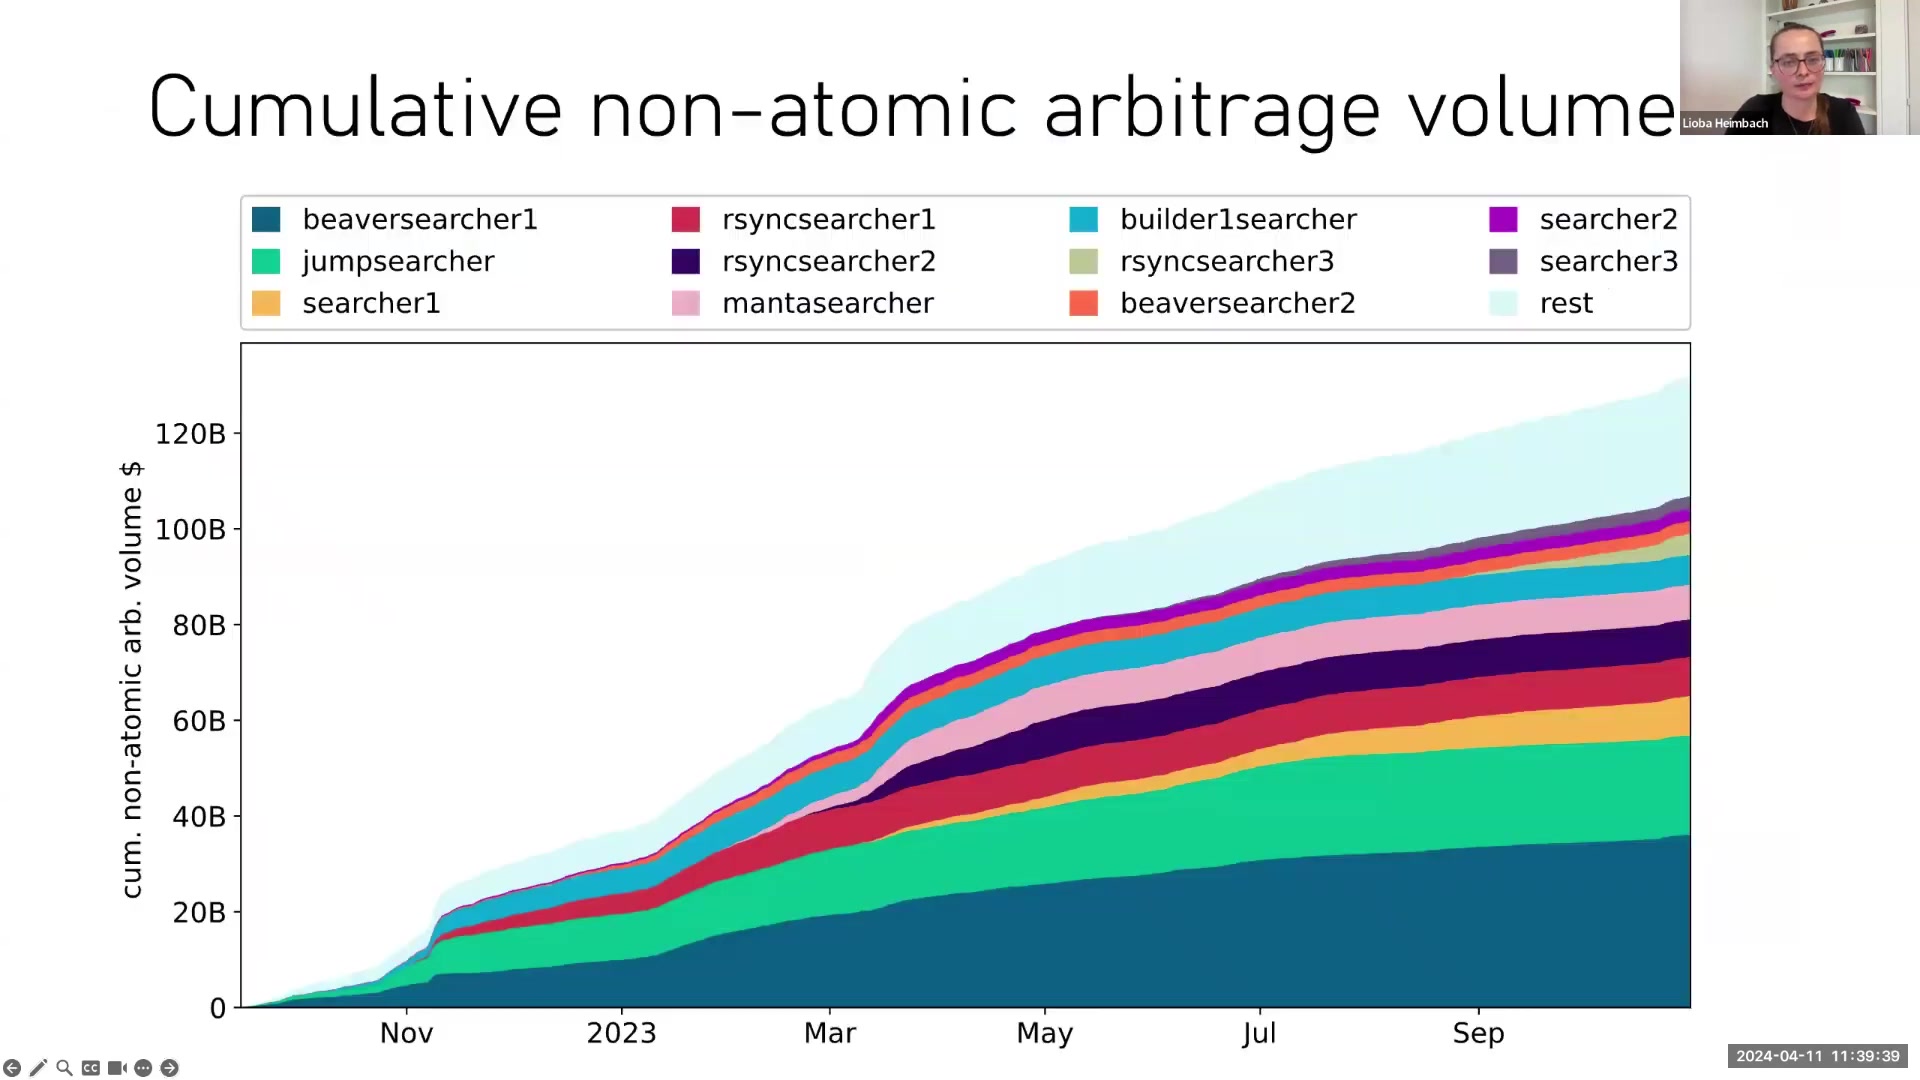 Cumulative non-atomic arbitrage volume
Lioba Heimbach
beaversearcher1 rsyncsearcher1 builder1searcher searcher2
jumpsearcher rsyncsearcher2 rsyncsearcher3 searcher3
searcher1 mantasearcher beaversearcher2 rest
cum. non-atomic arb. volume $
120B
100B
80B
60B
40B
20B
0
Nov 2023 Mar May Jul Sep
CC
2024-04-11 11:39:39